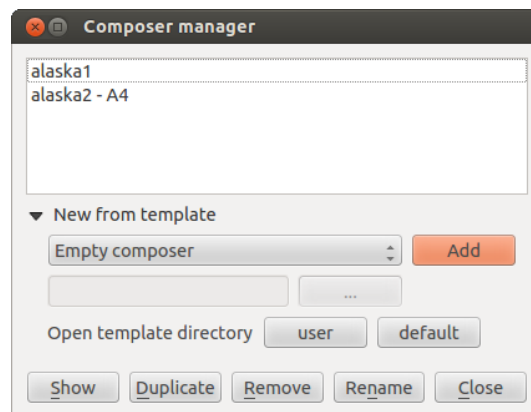 Composer manager
alaska1
alaska2 - A4
New from template
Empty composer Add
...
Open template directory user default
Show Duplicate Remove Rename Close